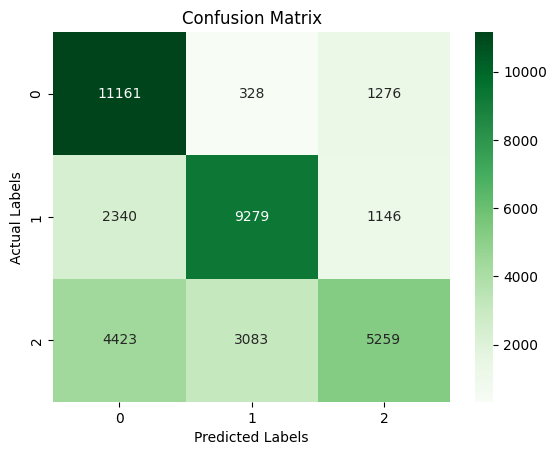 Confusion Matrix
Actual Labels
0
11161 328 1276
1
2340 9279 1146
2
4423 3083 5259
0 1 2
Predicted Labels
10000
8000
6000
4000
2000